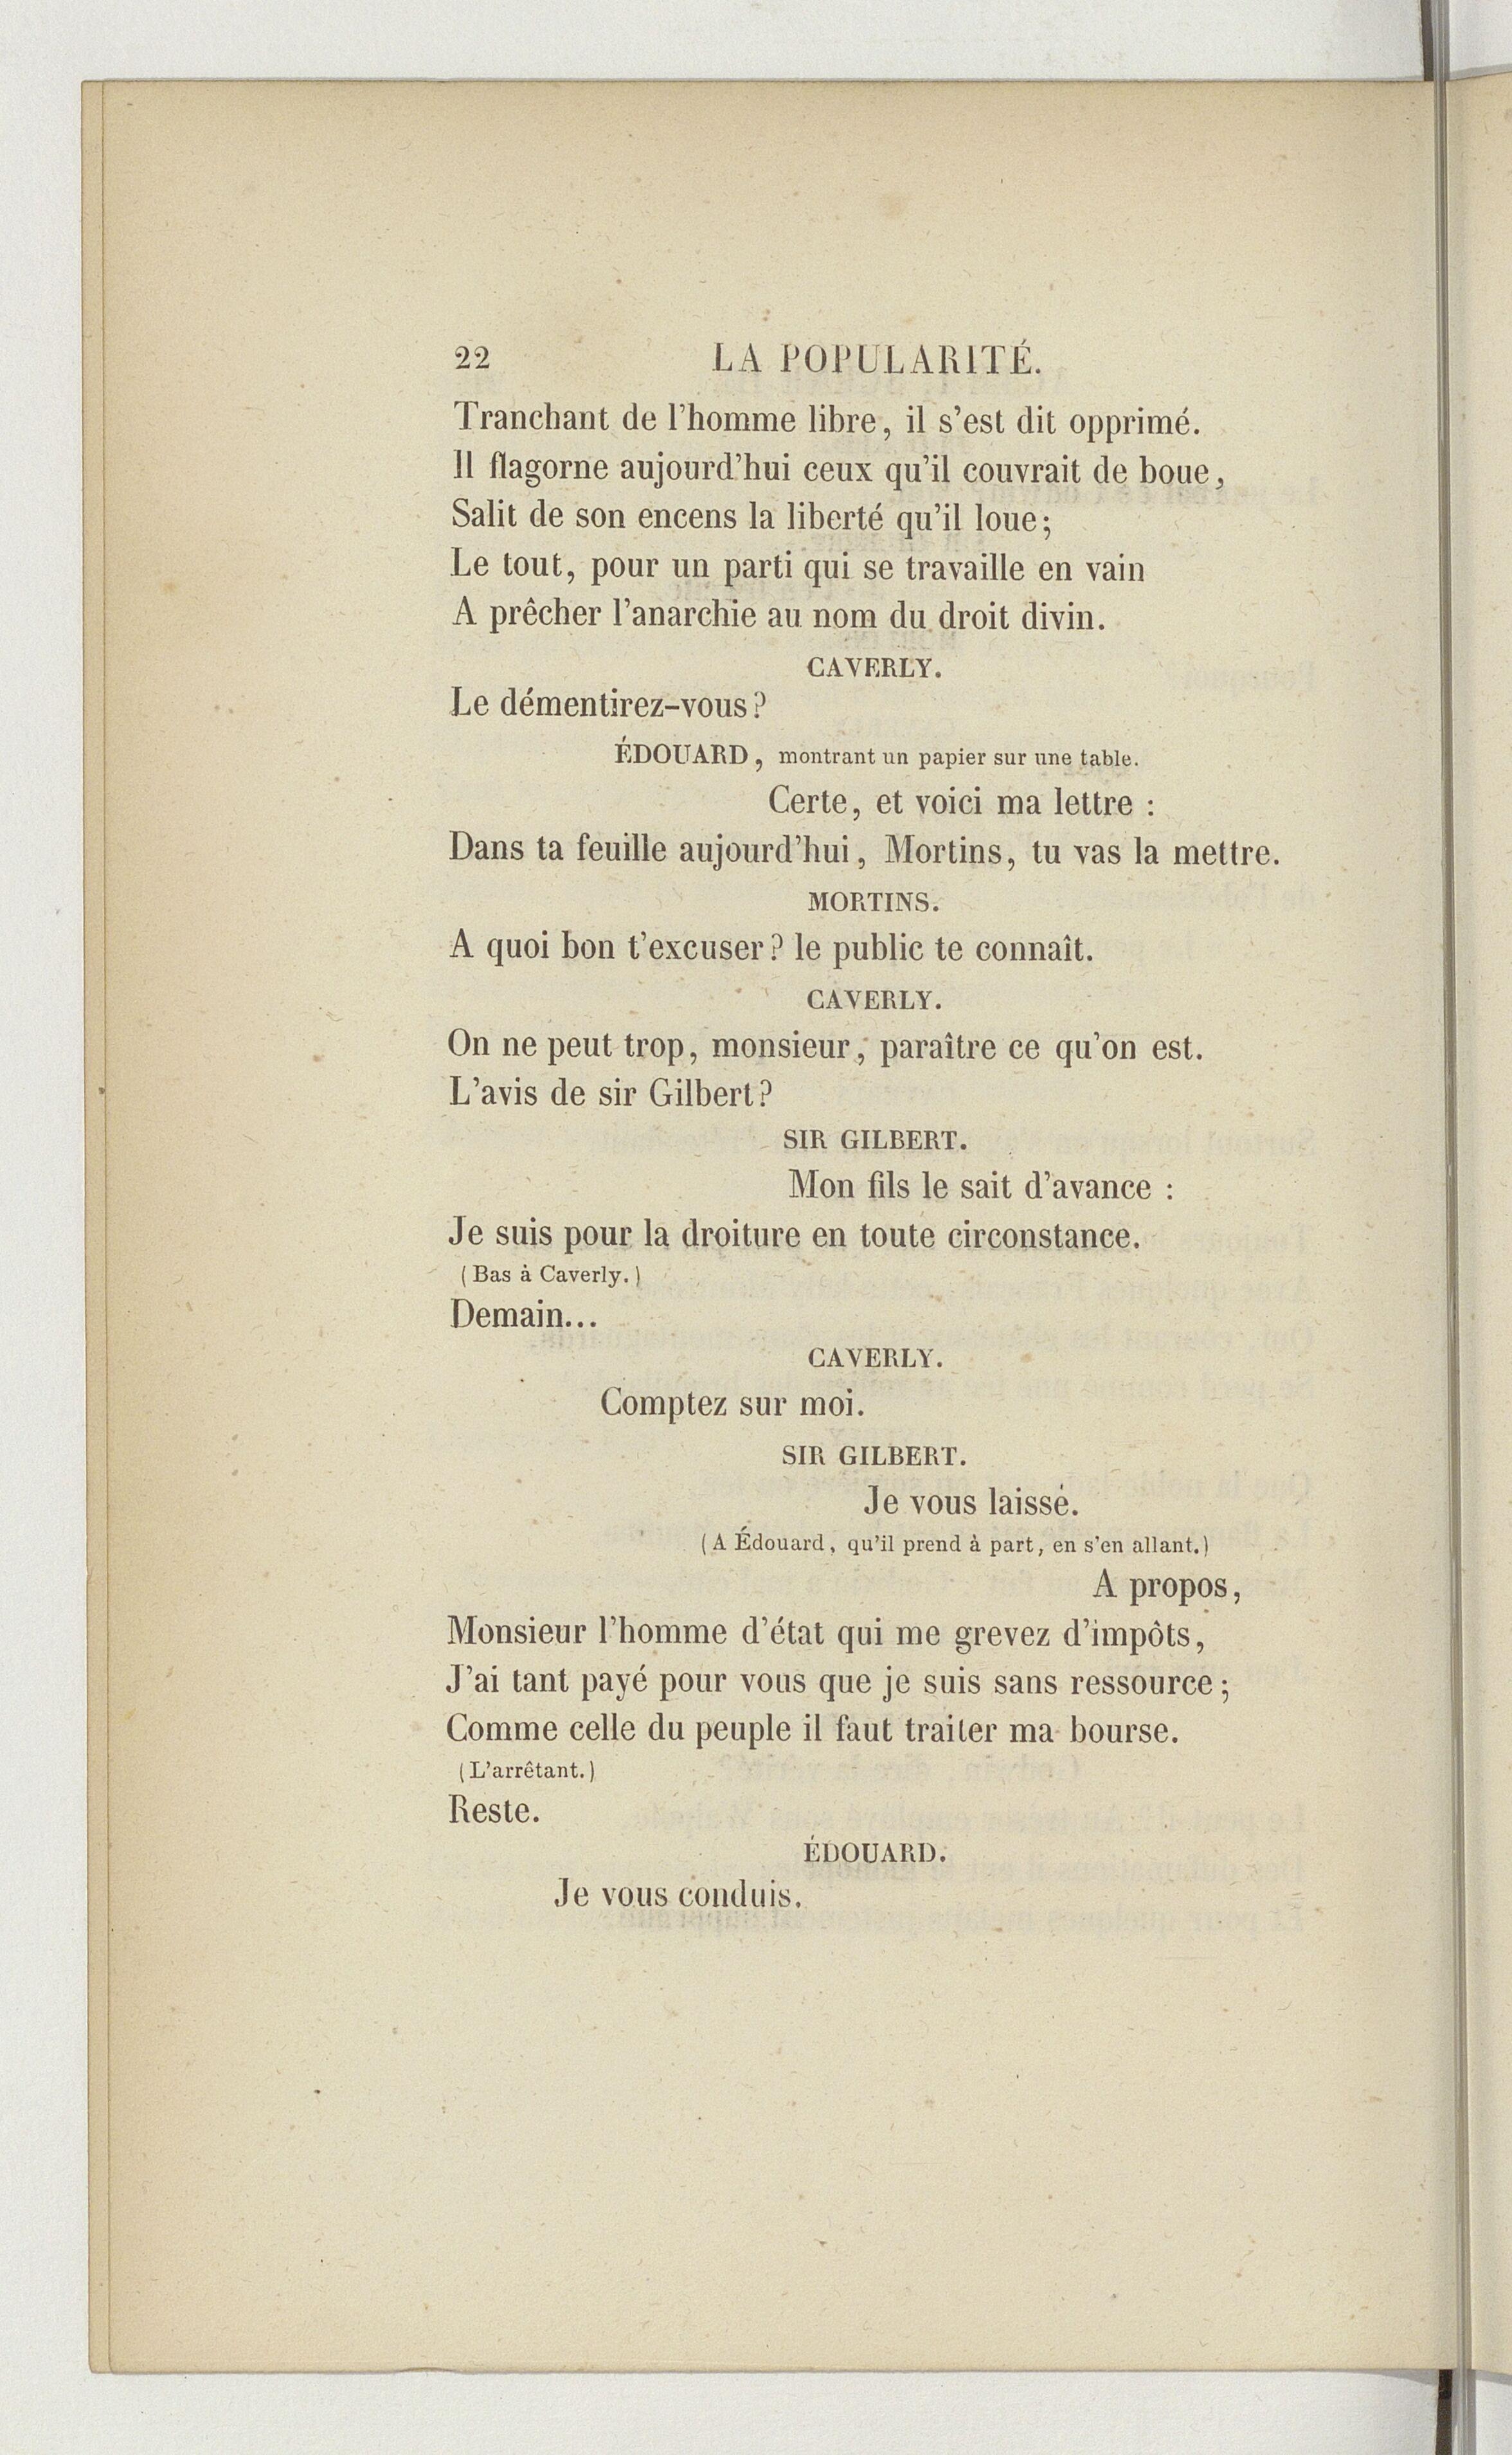 22 LA POPULARITÉ.
Tranchant de l'homme libre, il s'est dit opprimé.
Il flagorne aujourd'hui ceux qu'il couvrait de boue,
Salit de son encens la liberté qu'il loue;
Le tout, pour un parti qui se travaille en vain
A prêcher l'anarchie au nom du droit divin.
CAVERLY.
Le démentirez-vous?
ÉDOUARD, montrant un papier sur une table.
Certe, et voici ma lettre :
Dans ta feuille aujourd'hui, Mortins, tu vas la mettre.
MORTINS.
A quoi bon t'excuser? le public te connaît.
CAVERLY.
On ne peut trop, monsieur, paraître ce qu'on est.
L'avis de sir Gilbert?
SIR GILBERT.
Mon fils le sait d'avance :
Je suis pour la droiture en toute circonstance.
(Bas à Caverly.)
Demain...
CAVERLY.
Comptez sur moi.
SIR GILBERT.
Je vous laisse.
(A Édouard, qu'il prend à part, en s'en allant.)
A propos,
Monsieur l'homme d'état qui me grevez d'impôts,
J'ai tant payé pour vous que je suis sans ressource;
Comme celle du peuple il faut traiter ma bourse.
(L'arrêtant.)
Reste.
ÉDOUARD.
Je vous conduis.